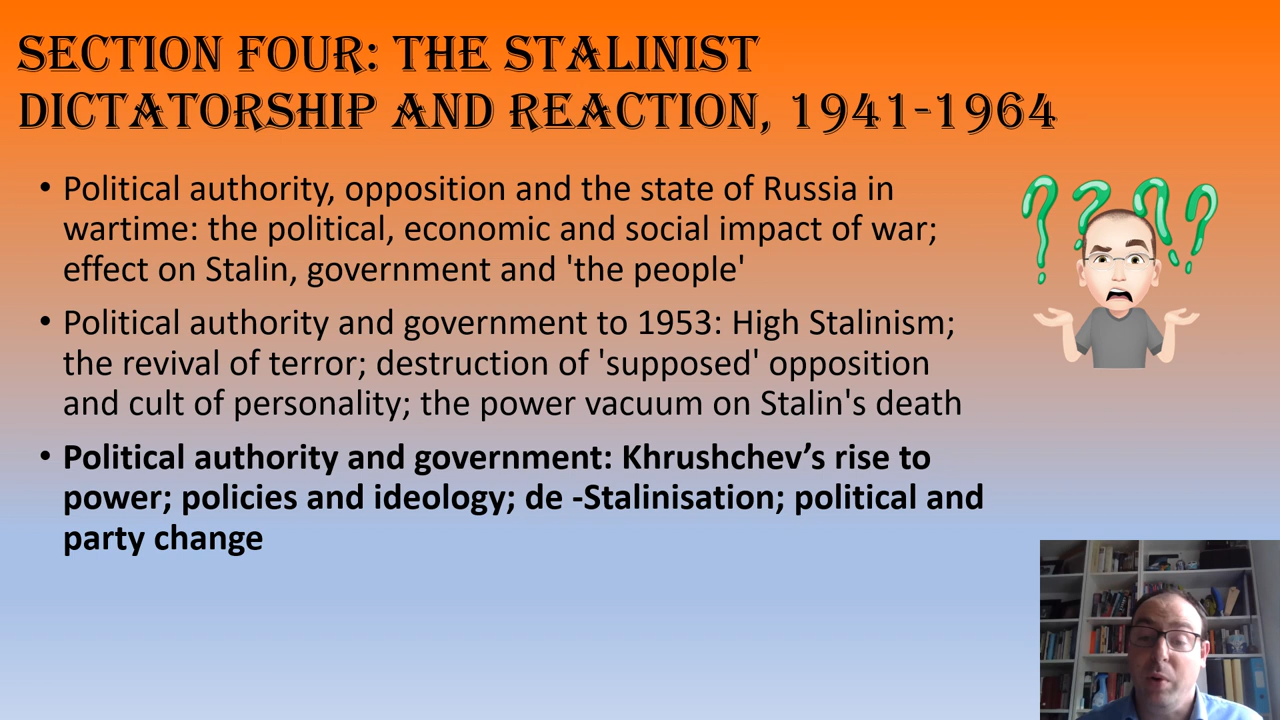 SECTION FOUR: THE STALINIST
DICTATORSHIP AND REACTION, 1941-1964
• Political authority, opposition and the state of Russia in
wartime: the political, economic and social impact of war;
effect on Stalin, government and 'the people'
• Political authority and government to 1953: High Stalinism;
the revival of terror; destruction of 'supposed' opposition
and cult of personality; the power vacuum on Stalin's death
• Political authority and government: Khrushchev’s rise to
power; policies and ideology; de -Stalinisation; political and
party change